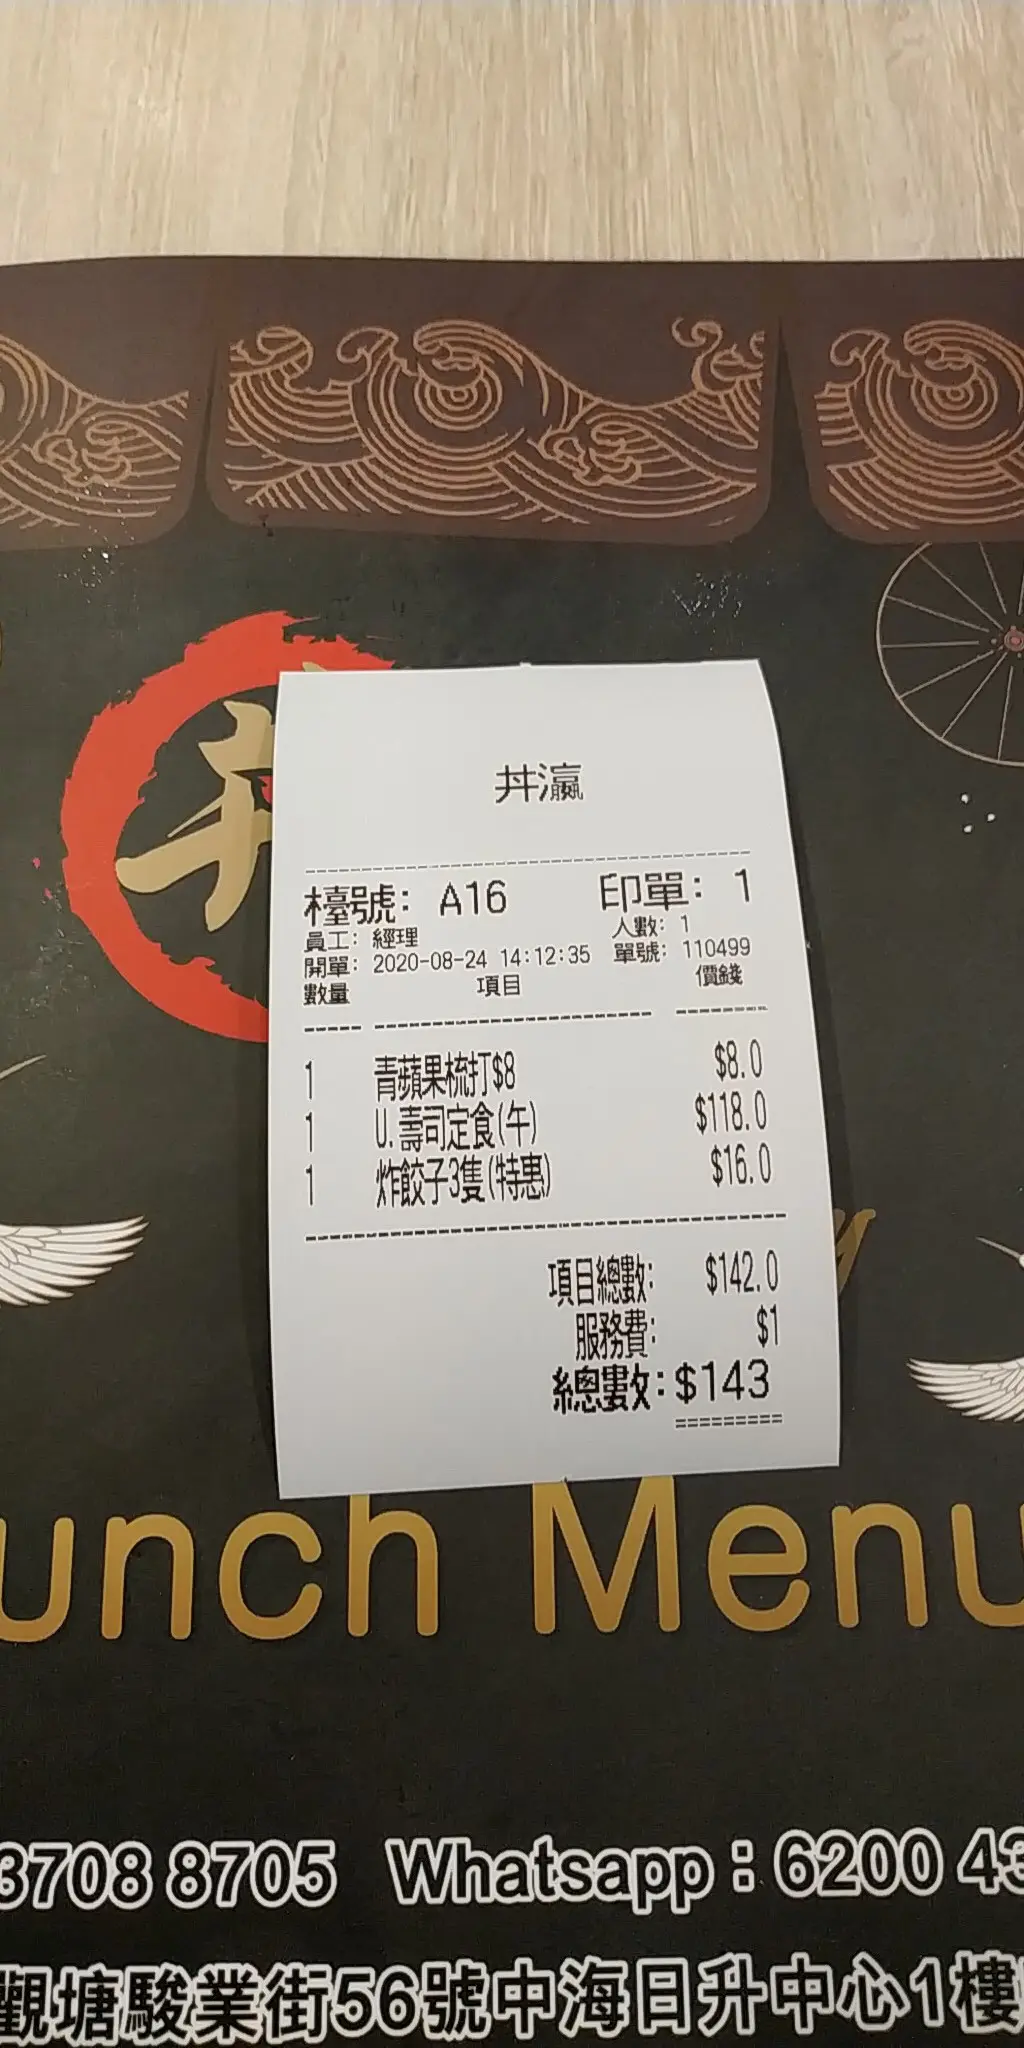 丼瀛
檯號: A16 印單: 1
員工: 經理 人數: 1
開單: 2020-08-24 14:12:35 單號: 110499
數量 項目 價錢
1 青蘋果梳打$8 $8.0
1 U.壽司定食(午) $118.0
1 炸餃子3隻(特惠) $16.0
項目總數: $142.0
服務費: $1
總數: $143
unch Menu
3708 8705 Whatsapp : 6200 43
觀塘駿業街56號中海日升中心1樓